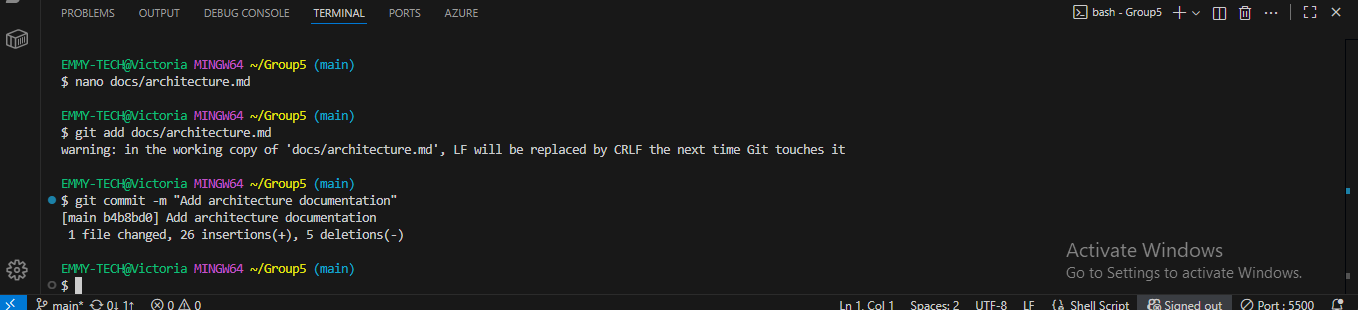 PROBLEMS OUTPUT DEBUG CONSOLE TERMINAL PORTS AZURE bash - Group5
EMMY-TECH@Victoria MINGW64 ~/Group5 (main)
$ nano docs/architecture.md
EMMY-TECH@Victoria MINGW64 ~/Group5 (main)
$ git add docs/architecture.md
warning: in the working copy of 'docs/architecture.md', LF will be replaced by CRLF the next time Git touches it
EMMY-TECH@Victoria MINGW64 ~/Group5 (main)
$ git commit -m "Add architecture documentation"
[main b4b8bd0] Add architecture documentation
1 file changed, 26 insertions(+), 5 deletions(-)
EMMY-TECH@Victoria MINGW64 ~/Group5 (main)
$
Activate Windows
Go to Settings to activate Windows.
main* 0↓ 1↑ 0 0 Ln 1, Col 1 Spaces: 2 UTF-8 LF Shell Script Signed out Port : 5500